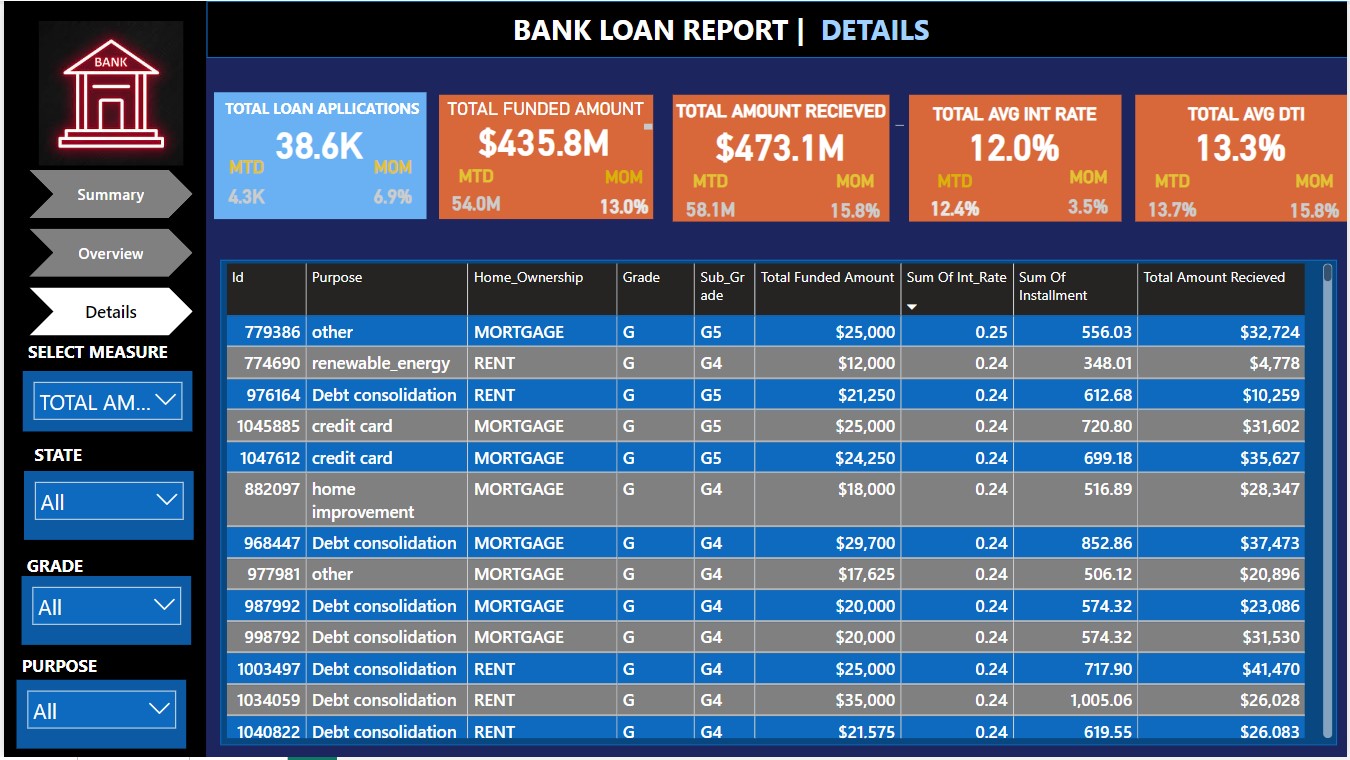 BANK LOAN REPORT | DETAILS
BANK
Summary
Overview
Details
SELECT MEASURE
TOTAL AM...
STATE
All
GRADE
All
PURPOSE
All
TOTAL LOAN APLLICATIONS
38.6K
MTD MOM
4.3K 6.9%
TOTAL FUNDED AMOUNT
$435.8M
MTD MOM
54.0M 13.0%
TOTAL AMOUNT RECIEVED
$473.1M
MTD MOM
58.1M 15.8%
TOTAL AVG INT RATE
12.0%
MTD MOM
12.4% 3.5%
TOTAL AVG DTI
13.3%
MTD MOM
13.7% 15.8%
Id Purpose Home_Ownership Grade Sub_Gr Total Funded Amount Sum Of Int_Rate Sum Of Total Amount Recieved
ade Installment
779386 other MORTGAGE G G5 $25,000 0.25 556.03 $32,724
774690 renewable_energy RENT G G4 $12,000 0.24 348.01 $4,778
976164 Debt consolidation RENT G G5 $21,250 0.24 612.68 $10,259
1045885 credit card MORTGAGE G G5 $25,000 0.24 720.80 $31,602
1047612 credit card MORTGAGE G G5 $24,250 0.24 699.18 $35,627
882097 home MORTGAGE G G4 $18,000 0.24 516.89 $28,347
improvement
968447 Debt consolidation MORTGAGE G G4 $29,700 0.24 852.86 $37,473
977981 other MORTGAGE G G4 $17,625 0.24 506.12 $20,896
987992 Debt consolidation MORTGAGE G G4 $20,000 0.24 574.32 $23,086
998792 Debt consolidation MORTGAGE G G4 $20,000 0.24 574.32 $31,530
1003497 Debt consolidation RENT G G4 $25,000 0.24 717.90 $41,470
1034059 Debt consolidation RENT G G4 $35,000 0.24 1,005.06 $26,028
1040822 Debt consolidation RENT G G4 $21,575 0.24 619.55 $26,083